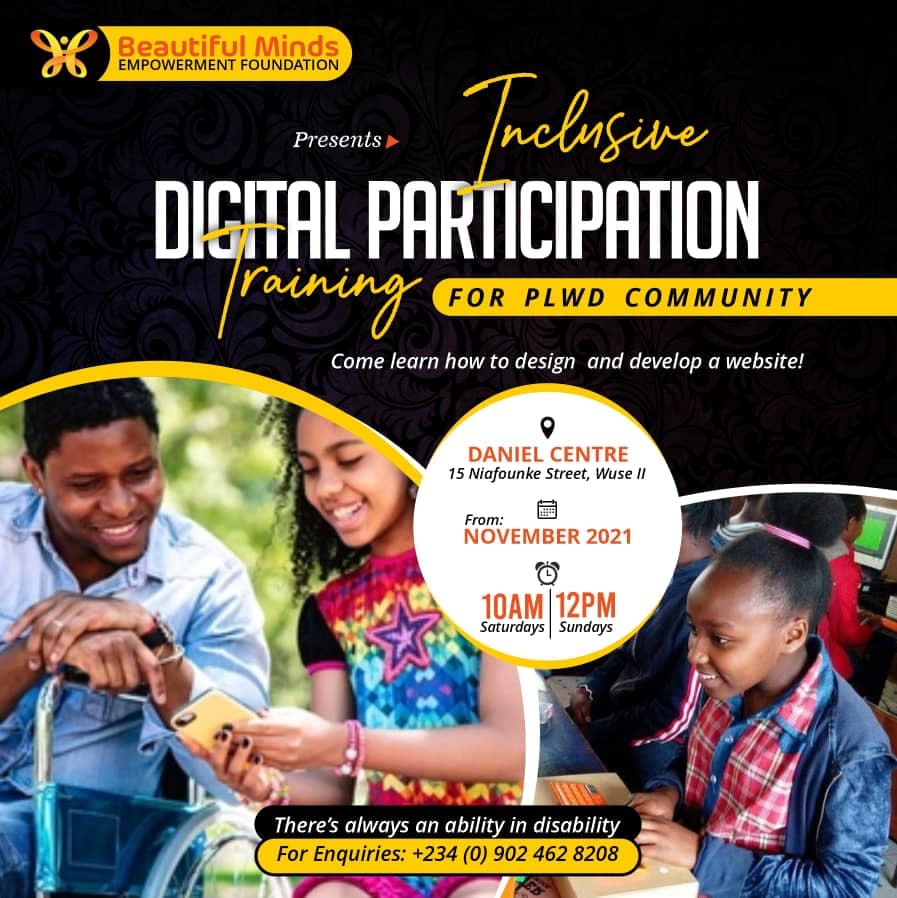 Beautiful Minds
EMPOWERMENT FOUNDATION
Presents
Inclusive
DIGITAL PARTICIPATION
Training
FOR PLWD COMMUNITY
Come learn how to design and develop a website!
DANIEL CENTRE
15 Niafounke Street, Wuse II
From:
NOVEMBER 2021
10AM 12PM
Saturdays Sundays
There's always an ability in disability
For Enquiries: +234 (0) 902 462 8208